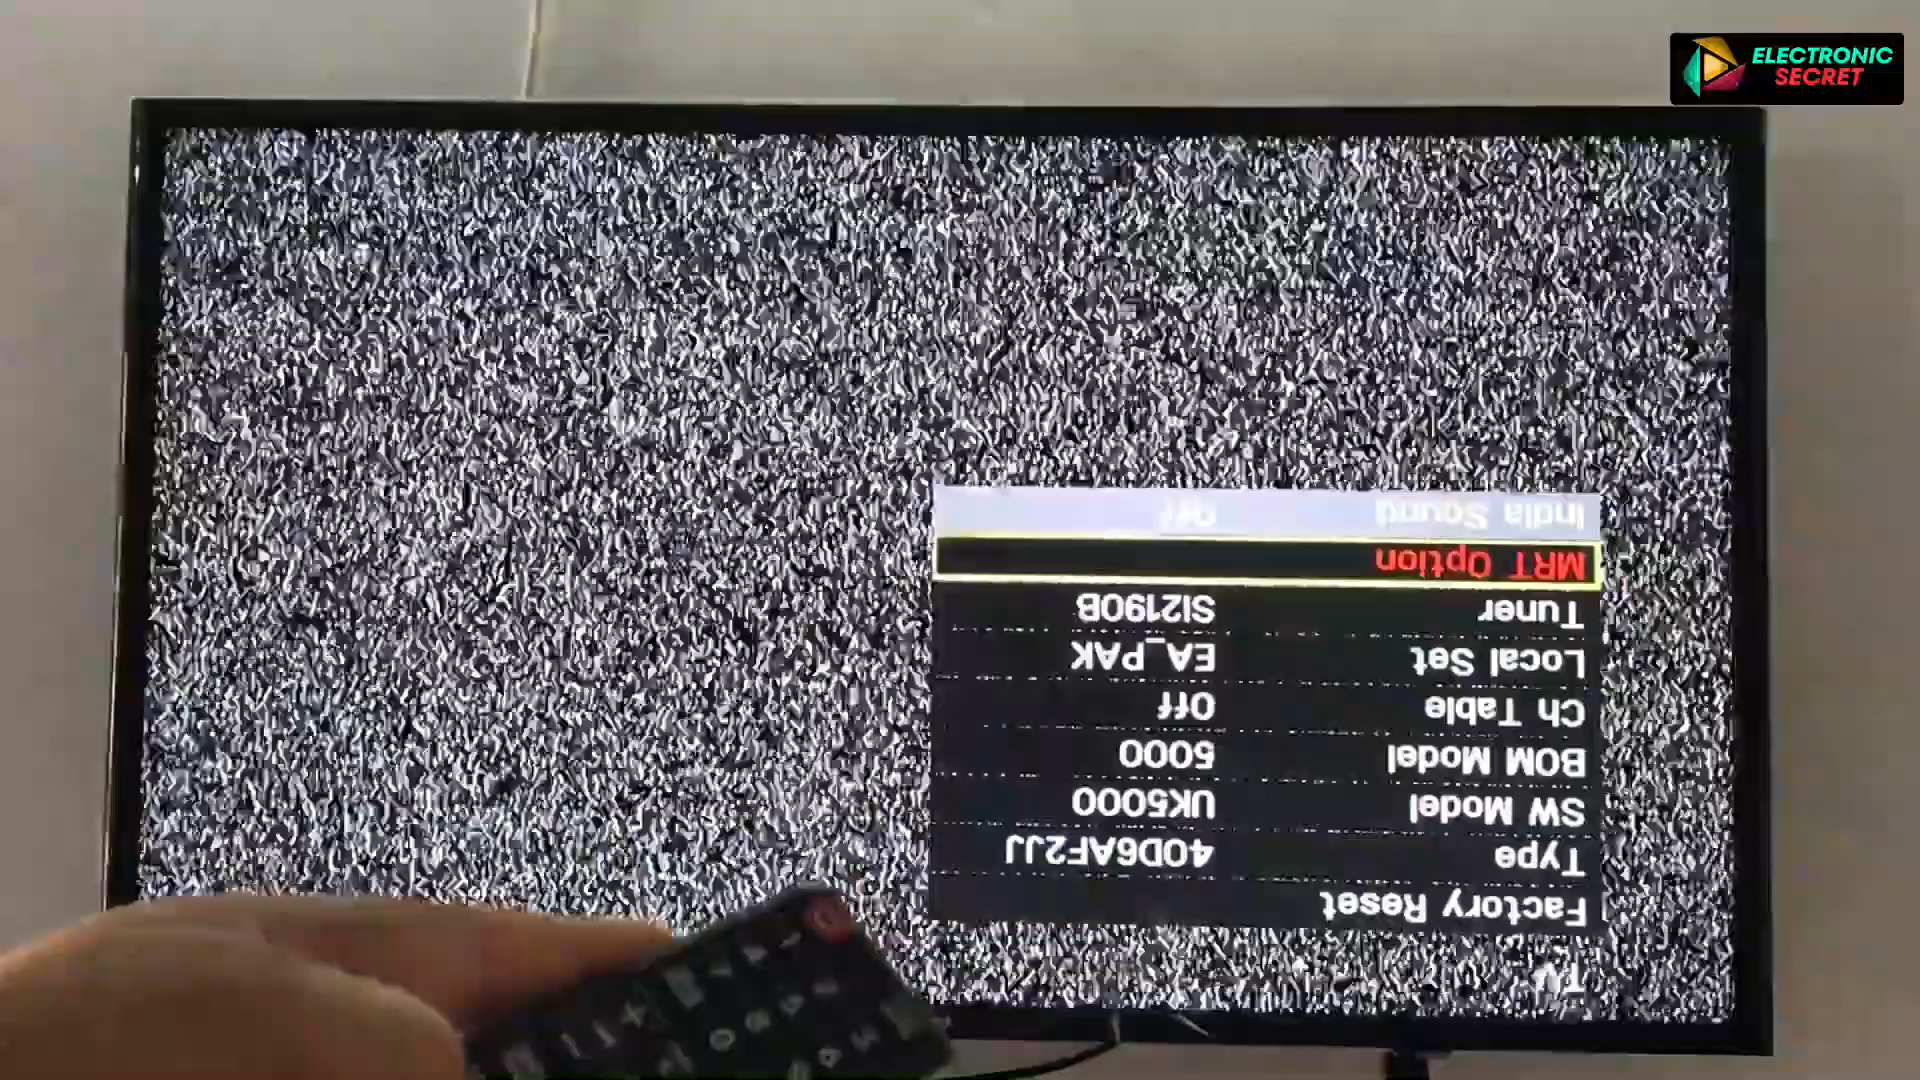 ELECTRONIC
SECRET
Factory Reset
Type 40D6AF2JJ
SW Model UK5000
BOM Model 5000
Ch Table Off
Local Set EA_PAK
Tuner SI2190B
MRT Option
India Sound Off